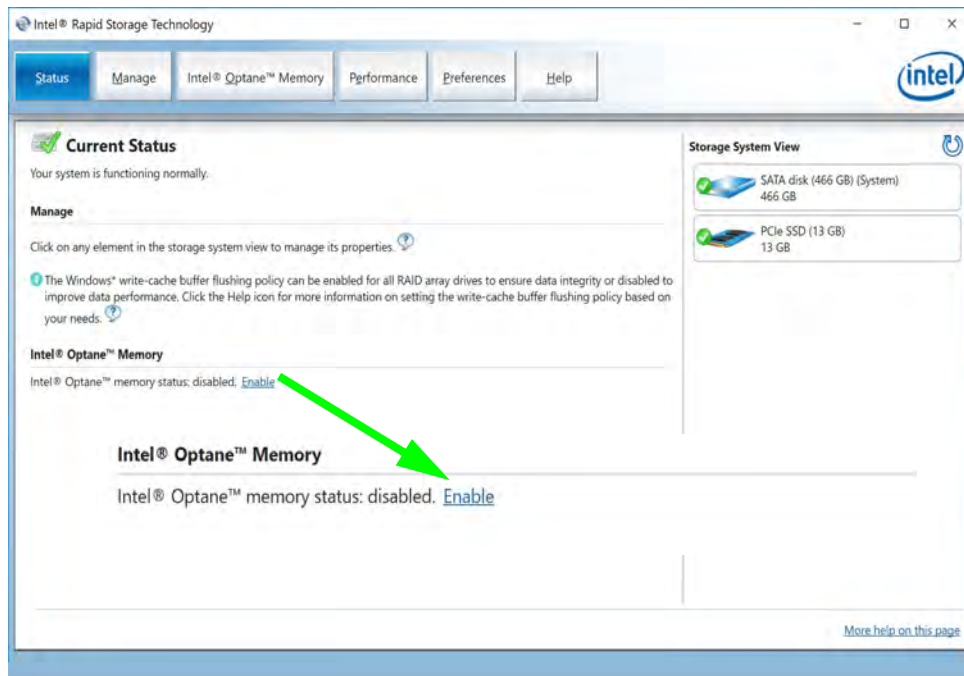 Intel® Rapid Storage Technology
Status
Manage
Intel® Optane™ Memory
Performance
Preferences
Help
intel
Current Status
Your system is functioning normally.
Manage
Click on any element in the storage system view to manage its properties.
The Windows* write-cache buffer flushing policy can be enabled for all RAID array drives to ensure data integrity or disabled to
improve data performance. Click the Help icon for more information on setting the write-cache buffer flushing policy based on
your needs.
Intel® Optane™ Memory
Intel® Optane™ memory status: disabled. Enable
Intel® Optane™ Memory
Intel® Optane™ memory status: disabled. Enable
Storage System View
SATA disk (466 GB) (System)
466 GB
PCIe SSD (13 GB)
13 GB
More help on this page